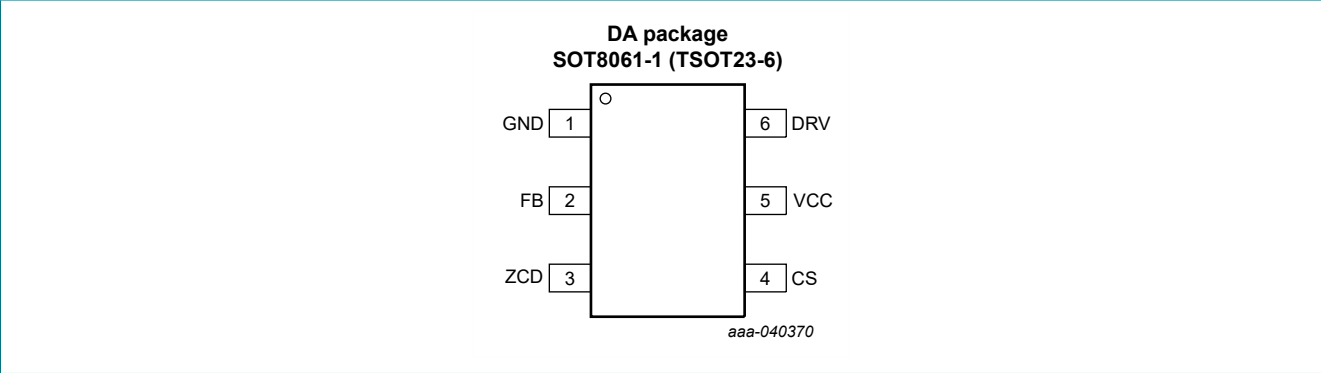 DA package
SOT8061-1 (TSOT23-6)
GND 1 6 DRV
FB 2 5 VCC
ZCD 3 4 CS
aaa-040370